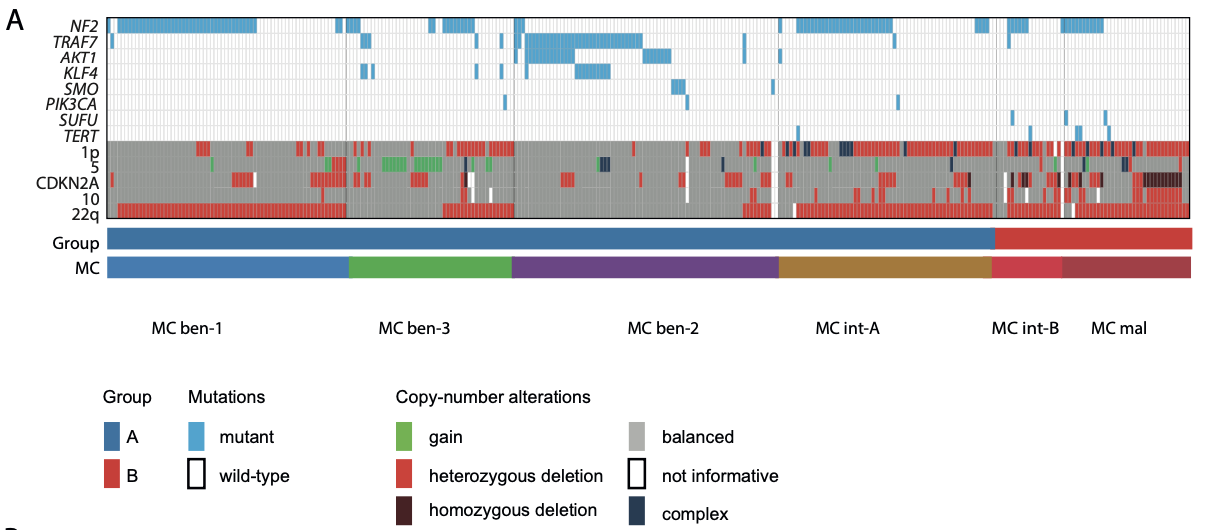 A
NF2
TRAF7
AKT1
KLF4
SMO
PIK3CA
SUFU
TERT
1p
5
CDKN2A
10
22q
Group
MC
MC ben-1 MC ben-3 MC ben-2 MC int-A MC int-B MC mal
Group Mutations Copy-number alterations
A mutant gain balanced
B wild-type heterozygous deletion not informative
homozygous deletion complex